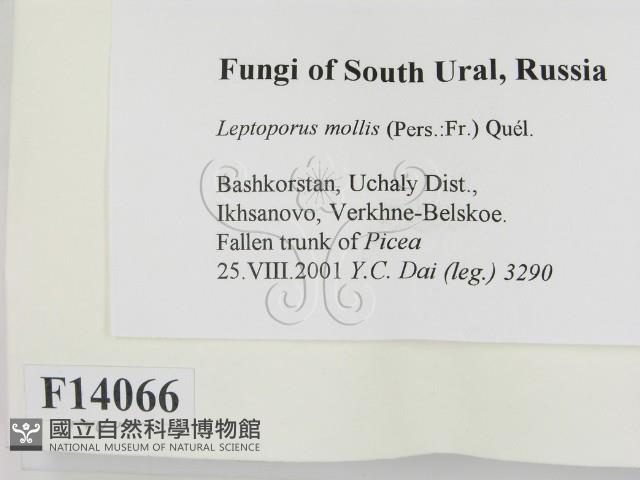 Fungi of South Ural, Russia
Leptoporus mollis (Pers.:Fr.) Quél.
Bashkorstan, Uchaly Dist.,
Ikhsanovo, Verkhne-Belskoe.
Fallen trunk of Picea
25.VIII.2001 Y.C. Dai (leg.) 3290
F14066
國立自然科學博物館
NATIONAL MUSEUM OF NATURAL SCIENCE